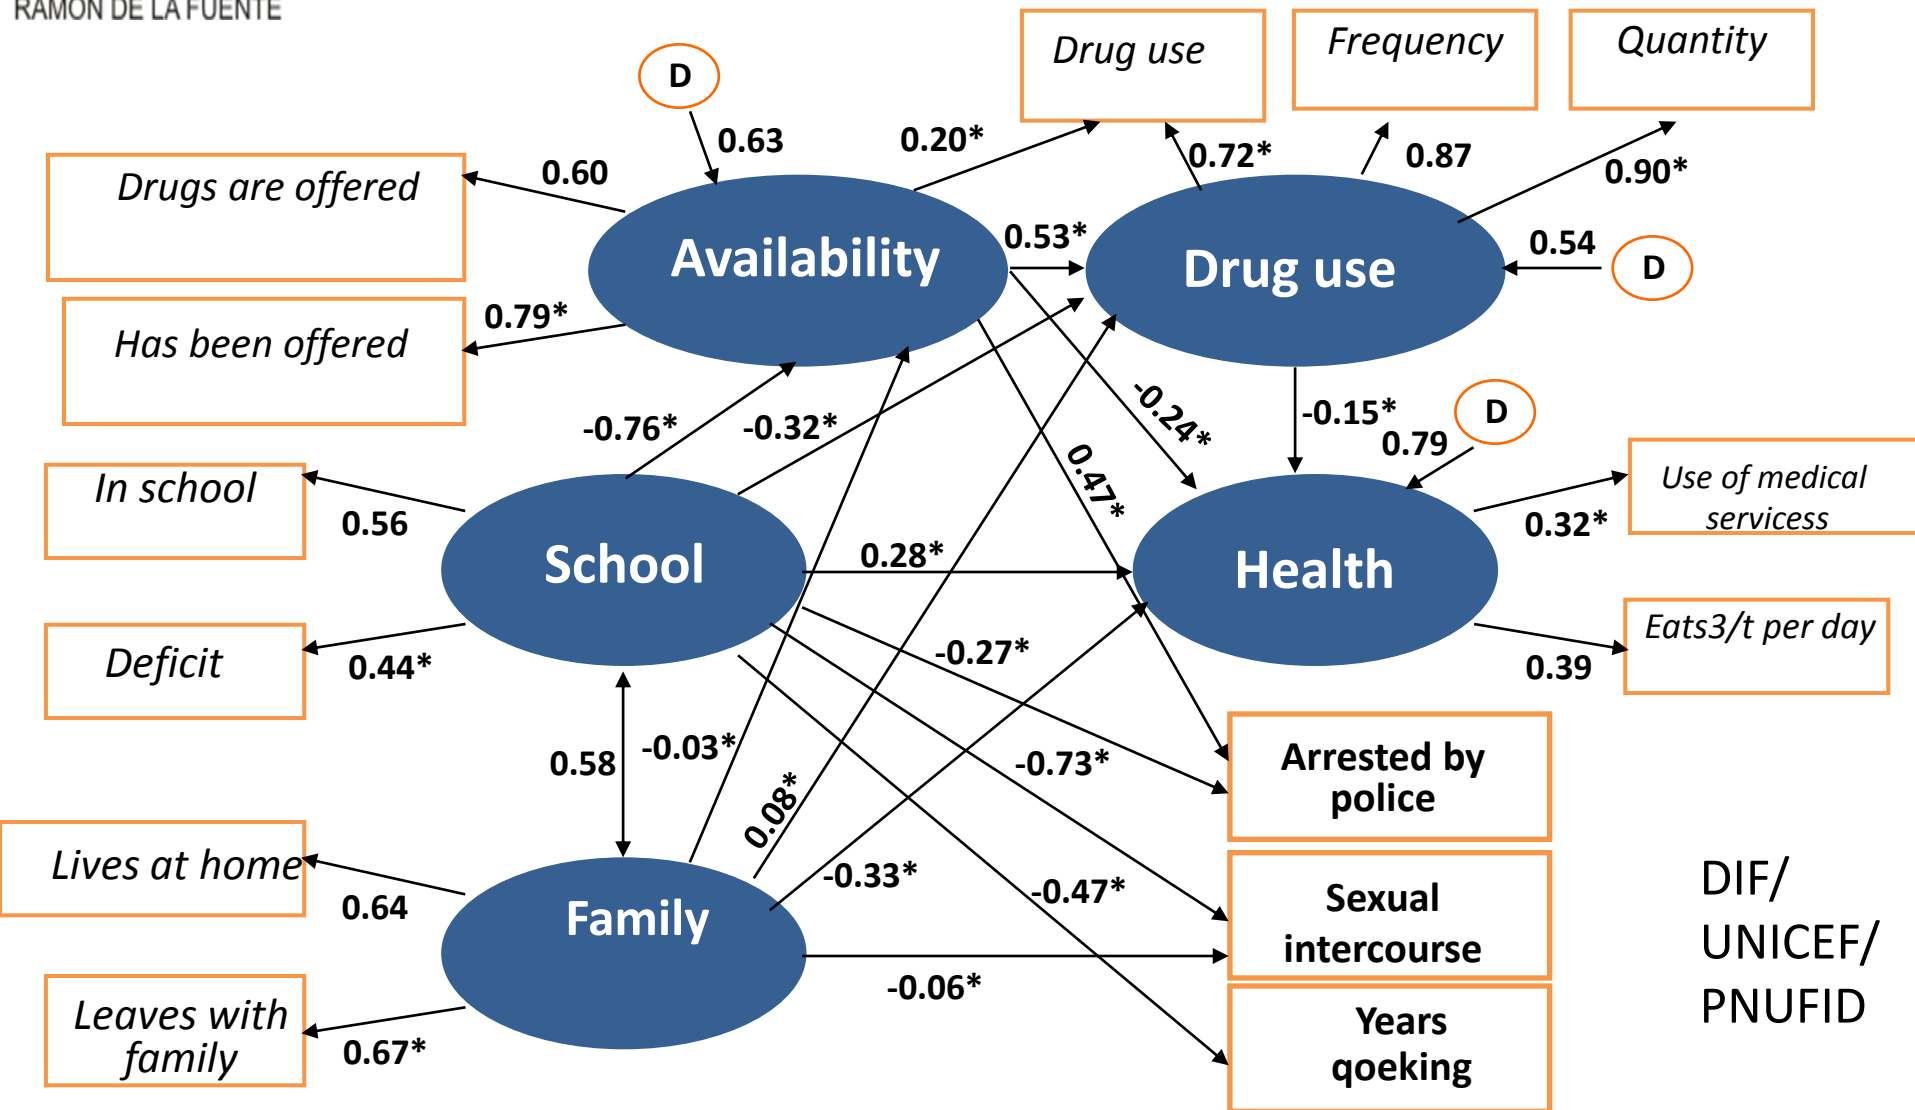 RAMÓN DE LA FUENTE
Drug use
Frequency
Quantity
D
0.63
0.20*
0.72*
0.87
0.90*
Drugs are offered
0.60
Availability
0.53*
Drug use
0.54
D
Has been offered
0.79*
-0.76*
-0.32*
-0.24*
-0.15*
D
0.79
0.47*
In school
0.56
School
0.28*
Health
Use of medical
servicess
0.32*
Deficit
0.44*
-0.27*
Eats3/t per day
0.39
0.58
-0.03*
0.08*
-0.73*
Arrested by
police
Lives at home
0.64
Family
-0.33*
-0.47*
Sexual
intercourse
-0.06*
Leaves with
family
0.67*
Years
qoeking
DIF/
UNICEF/
PNUFID